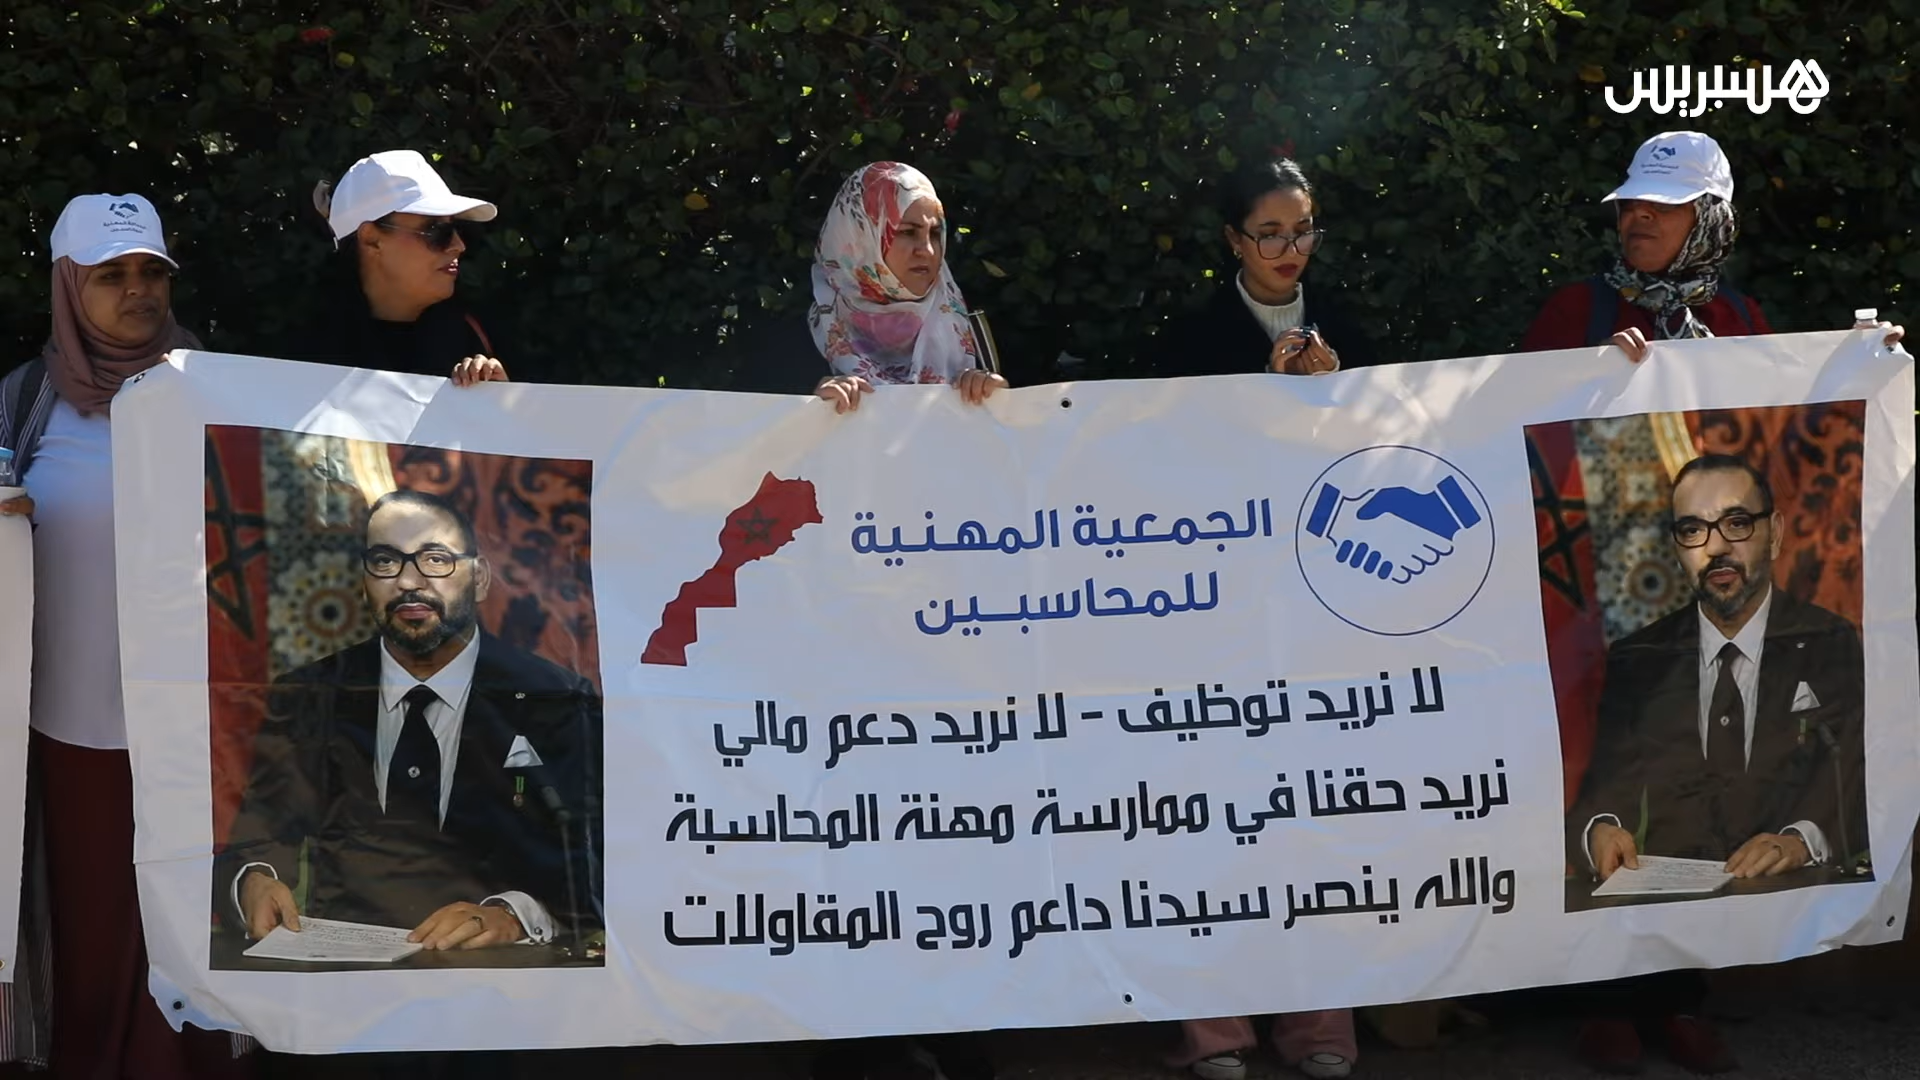 هسبريس
الجمعية المهنية
للمحاسبين
لا نريد توظيف - لا نريد دعم مالي
نريد حقنا في ممارسة مهنة المحاسبة
والله ينصر سيدنا داعم روح المقاولات